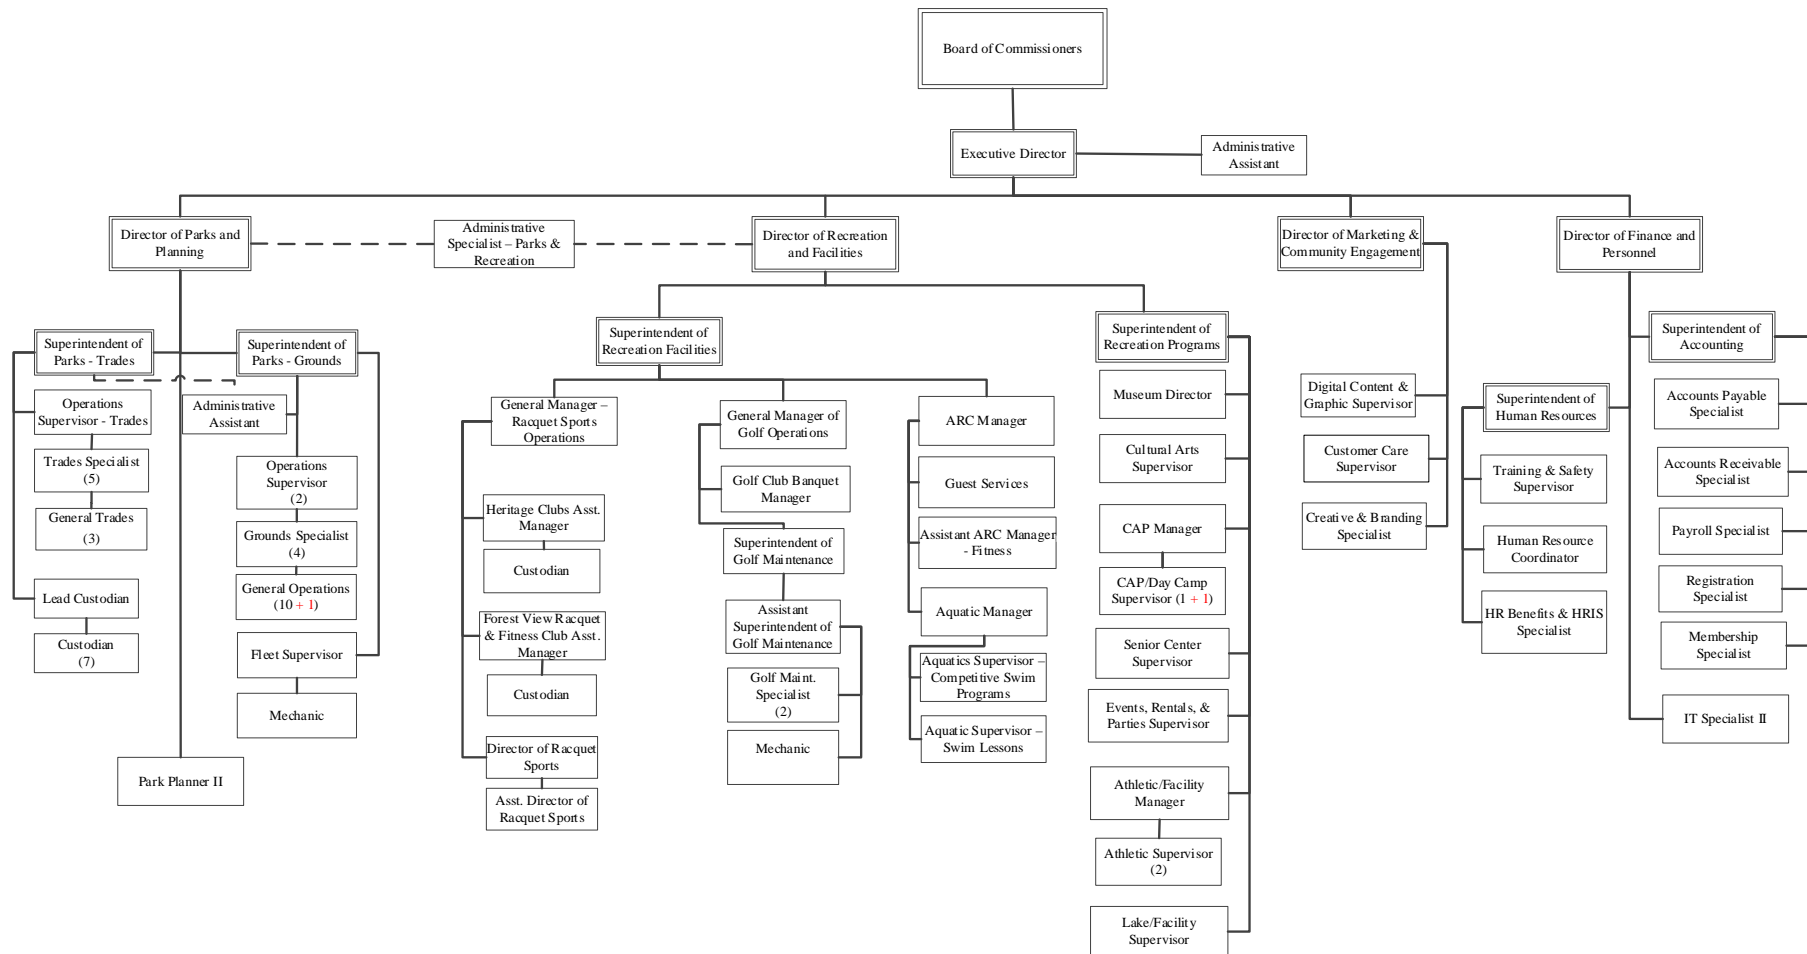 Board of Commissioners
Executive Director
Administrative
Assistant
Director of Parks and
Planning
Administrative
Specialist – Parks &
Recreation
Director of Recreation
and Facilities
Director of Marketing &
Community Engagement
Director of Finance and
Personnel
Superintendent of
Parks - Trades
Superintendent of
Parks - Grounds
Operations
Supervisor - Trades
Administrative
Assistant
Trades Specialist
(5)
General Trades
(3)
Lead Custodian
Custodian
(7)
Operations
Supervisor
(2)
Grounds Specialist
(4)
General Operations
(10 + 1)
Fleet Supervisor
Mechanic
Park Planner II
Superintendent of
Recreation Facilities
General Manager –
Racquet Sports
Operations
Heritage Clubs Asst.
Manager
Custodian
Forest View Racquet
& Fitness Club Asst.
Manager
Custodian
Director of Racquet
Sports
Asst. Director of
Racquet Sports
General Manager of
Golf Operations
Golf Club Banquet
Manager
Superintendent of
Golf Maintenance
Assistant
Superintendent of
Golf Maintenance
Golf Maint.
Specialist
(2)
Mechanic
ARC Manager
Guest Services
Assistant ARC Manager
- Fitness
Aquatic Manager
Aquatics Supervisor –
Competitive Swim
Programs
Aquatic Supervisor –
Swim Lessons
Superintendent of
Recreation Programs
Museum Director
Cultural Arts
Supervisor
CAP Manager
CAP/Day Camp
Supervisor (1 + 1)
Senior Center
Supervisor
Events, Rentals, &
Parties Supervisor
Athletic/Facility
Manager
Athletic Supervisor
(2)
Lake/Facility
Supervisor
Digital Content &
Graphic Supervisor
Customer Care
Supervisor
Creative & Branding
Specialist
Superintendent of
Human Resources
Training & Safety
Supervisor
Human Resource
Coordinator
HR Benefits & HRIS
Specialist
Superintendent of
Accounting
Accounts Payable
Specialist
Accounts Receivable
Specialist
Payroll Specialist
Registration
Specialist
Membership
Specialist
IT Specialist II